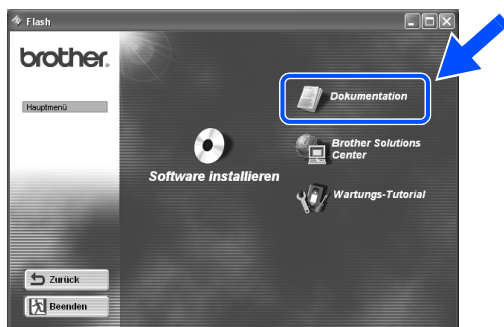 Flash
brother.
Hauptmenü
Dokumentation
Brother Solutions
Center
Software installieren
Wartungs-Tutorial
Zurück
Beenden